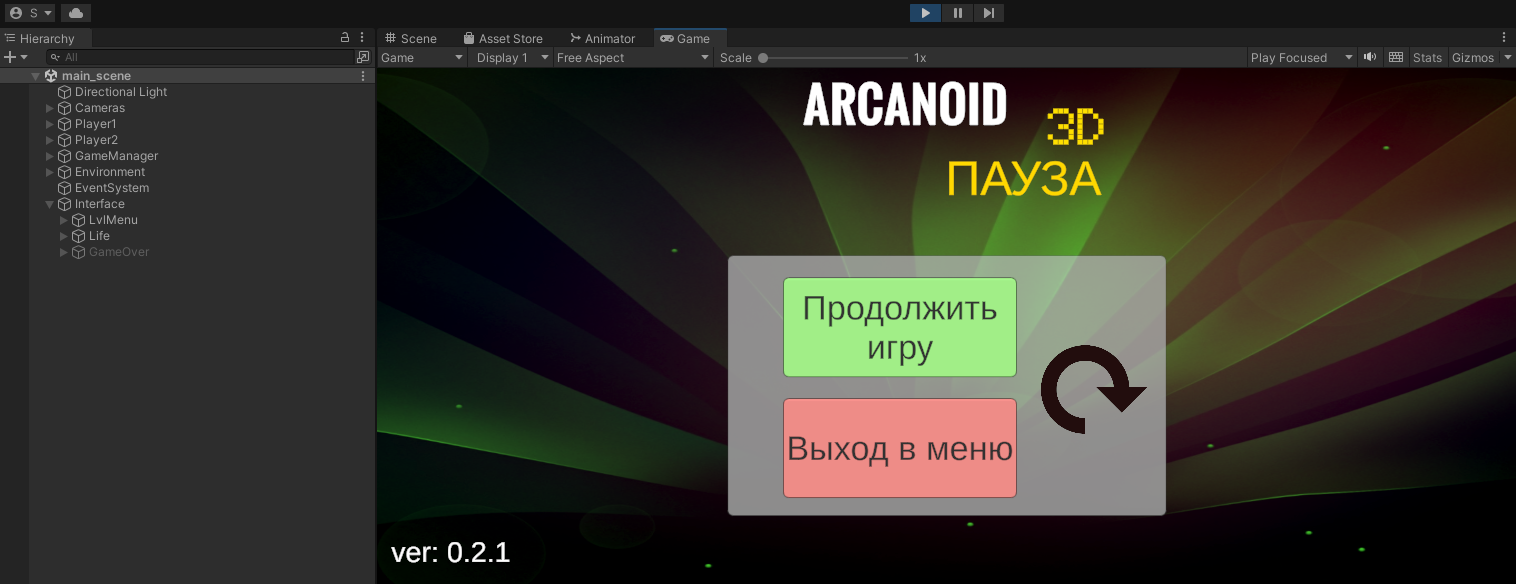 S
Hierarchy
All
main_scene
Directional Light
Cameras
Player1
Player2
GameManager
Environment
EventSystem
Interface
LvlMenu
Life
GameOver
Scene Asset Store Animator Game
Game Display 1 Free Aspect Scale 1x Play Focused Stats Gizmos
ARCANOID
3D
ПАУЗА
Продолжить
игру
Выход в меню
ver: 0.2.1